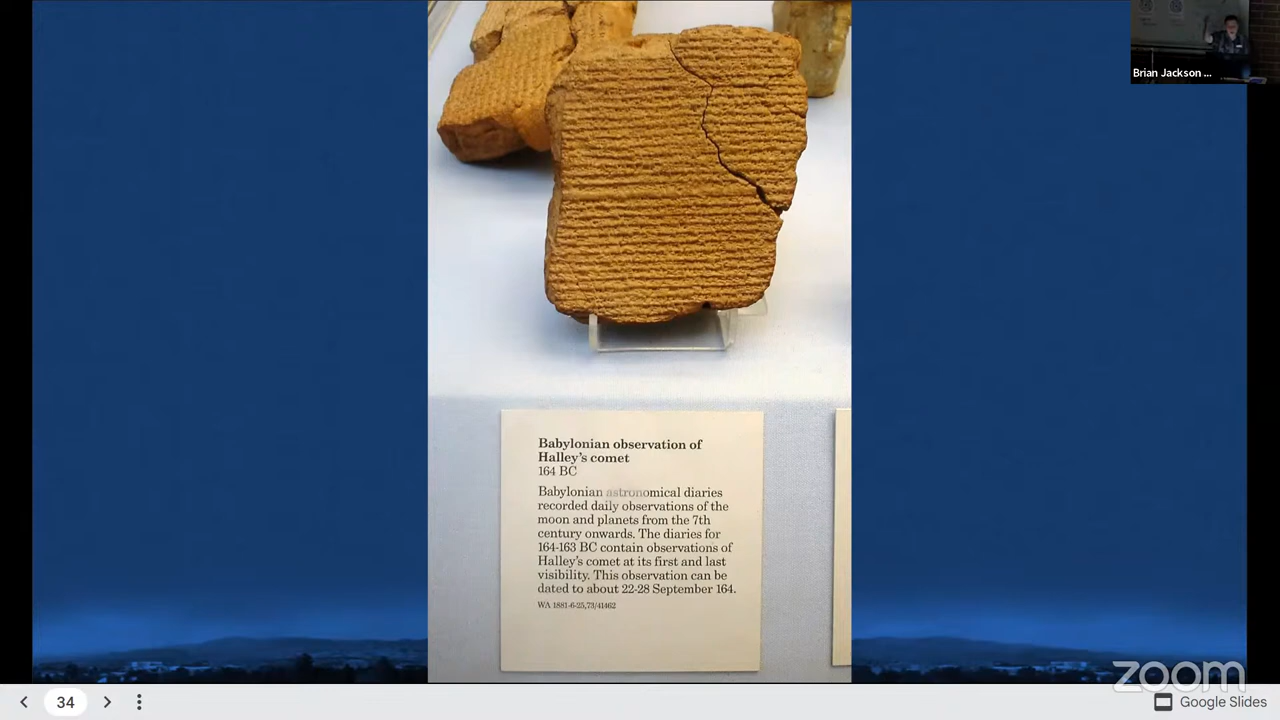 Brian Jackson ...
Babylonian observation of
Halley's comet
164 BC
Babylonian astronomical diaries
recorded daily observations of the
moon and planets from the 7th
century onwards. The diaries for
164-163 BC contain observations of
Halley's comet at its first and last
visibility. This observation can be
dated to about 22-28 September 164.
WA 1881-6-25,73/41462
zoom
34
Google Slides